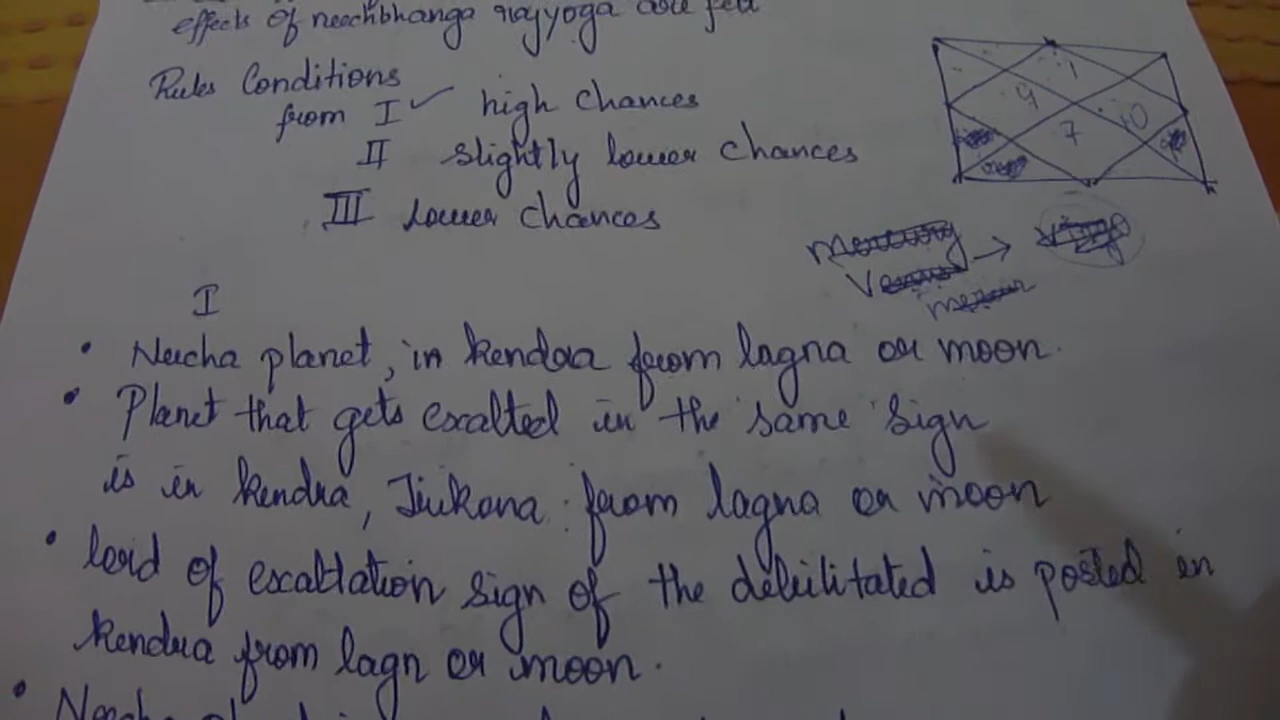 effects of neechbhanga rajyoga are felt
Rules Conditions
from I ✓ high chances
II slightly lower chances
III Lower chances
1
9
10
7
I
• Neecha planet, in kendra from lagna or moon.
• Planet that gets exalted in the same sign
is in kendra, Trikona from lagna or moon
• lord of exaltation sign of the debilitated is posted in
kendra from lagn or moon.